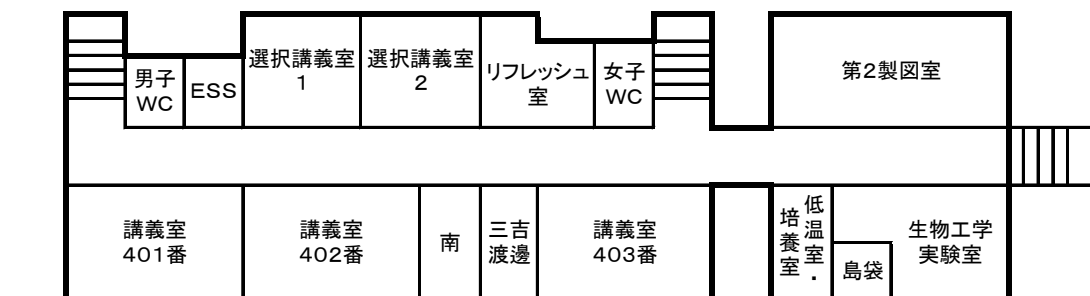 男子
WC
ESS
選択講義室
1
選択講義室
2
リフレッシュ
室
女子
WC
第2製図室
講義室
401番
講義室
402番
南
三吉
渡邊
講義室
403番
低温室・
培養室
島袋
生物工学
実験室